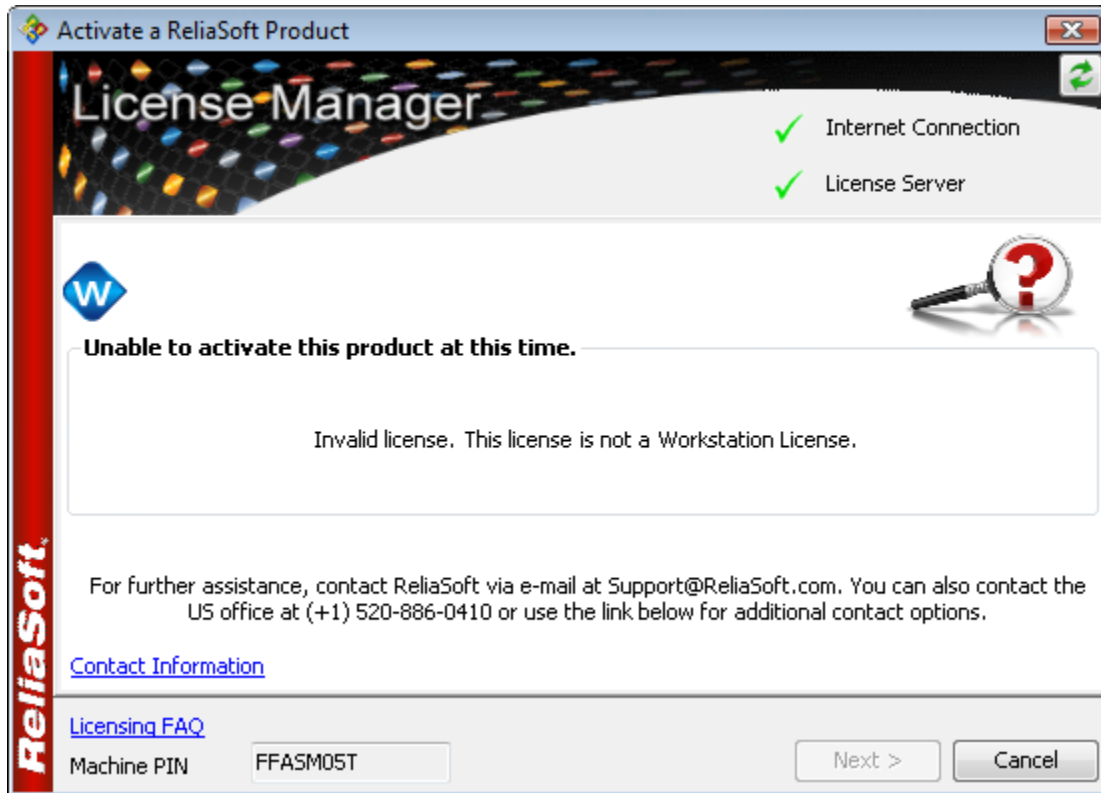 Activate a ReliaSoft Product
License Manager
Internet Connection
License Server
W
Unable to activate this product at this time.
Invalid license. This license is not a Workstation License.
For further assistance, contact ReliaSoft via e-mail at Support@ReliaSoft.com. You can also contact the
US office at (+1) 520-886-0410 or use the link below for additional contact options.
Contact Information
ReliaSoft
Licensing FAQ
Machine PIN FFASM05T
Next > Cancel